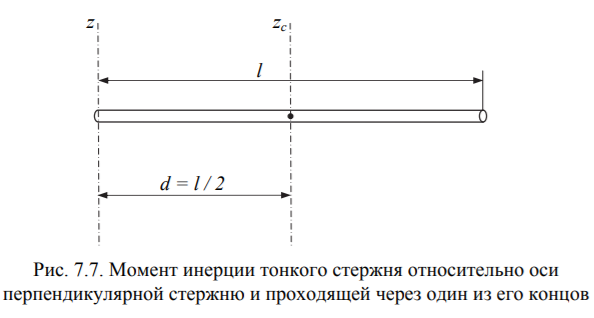 z
z_c
l
d = l / 2
Рис. 7.7. Момент инерции тонкого стержня относительно оси
перпендикулярной стержню и проходящей через один из его концов